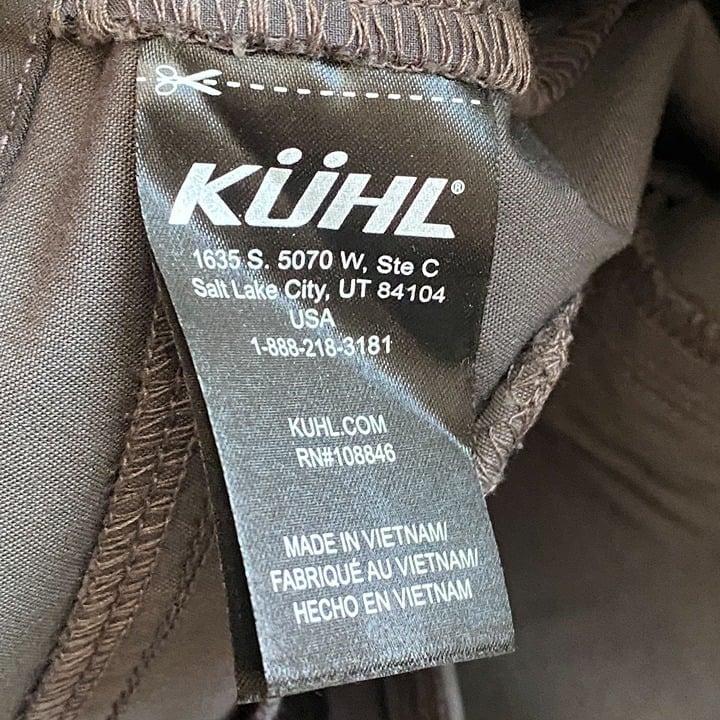 KÜHL®
1635 S. 5070 W, Ste C
Salt Lake City, UT 84104
USA
1-888-218-3181
KUHL.COM
RN#108846
MADE IN VIETNAM/
FABRIQUÉ AU VIETNAM/
HECHO EN VIETNAM